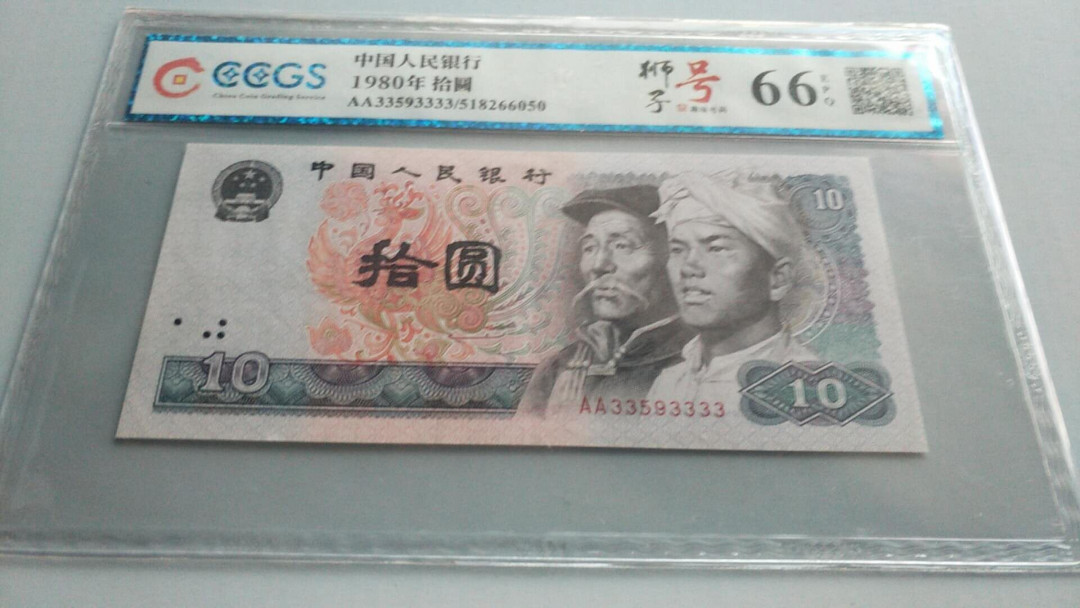 CCGS
China Coin Grading Service
中国人民银行
1980年 拾圓
AA33593333/518266050
狮子号
66
EPQ
中国人民银行
10
拾圆
10
AA33593333
10